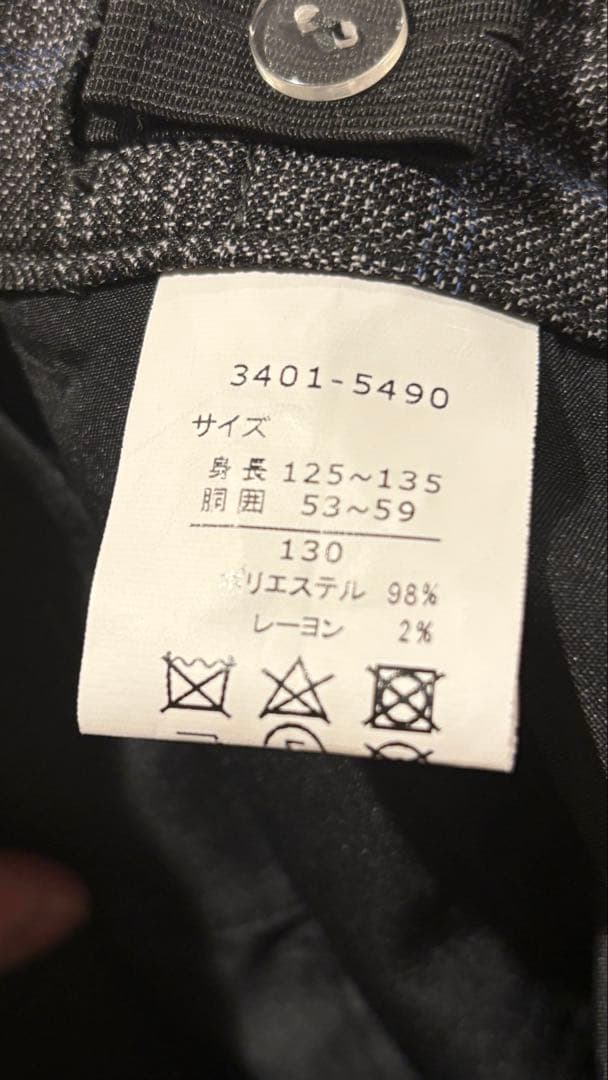 3401-5490
サイズ
身長 125~135
胴囲 53~59
130
ポリエステル 98%
レーヨン 2%